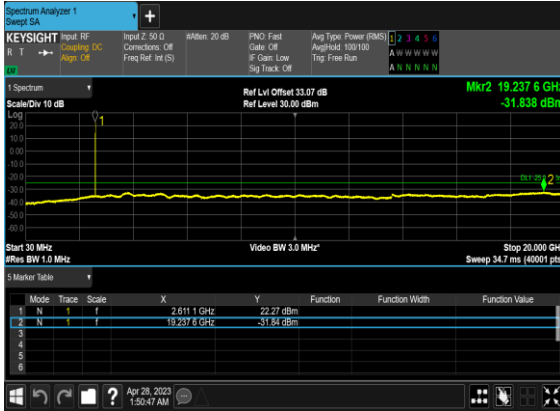 Spectrum Analyzer 1
Swept SA
KEYSIGHT
R T
Input: RF
Coupling: DC
Align: Off
Input Z: 50 Ω
Corrections: Off
Freq Ref: Int (S)
#Atten: 20 dB
PNO: Fast
Gate: Off
IF Gain: Low
Sig Track: Off
Avg Type: Power (RMS)
Avg|Hold: 100/100
Trig: Free Run
1 2 3 4 5 6
A W W W W W
A N N N N N
1 Spectrum
Scale/Div 10 dB
Ref Lvl Offset 33.07 dB
Ref Level 30.00 dBm
Mkr2 19.237 6 GHz
-31.838 dBm
Log
20.0
10.0
0.00
-10.0
-20.0
-30.0
-40.0
-50.0
-60.0
1
2
Start 30 MHz
#Res BW 1.0 MHz
Video BW 3.0 MHz*
Stop 20.000 GH
Sweep 34.7 ms (40001 pts
5 Marker Table
Mode Trace Scale X Y Function Function Width Function Value
1 N 1 f 2.611 1 GHz 22.27 dBm
2 N 1 f 19.237 6 GHz -31.84 dBm
3
4
5
6
?
Apr 28, 2023
1:50:47 AM